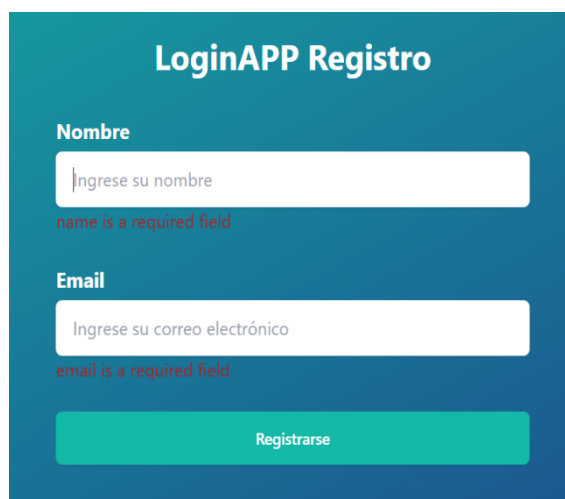 LoginAPP Registro
Nombre
Ingrese su nombre
name is a required field
Email
Ingrese su correo electrónico
email is a required field
Registrarse